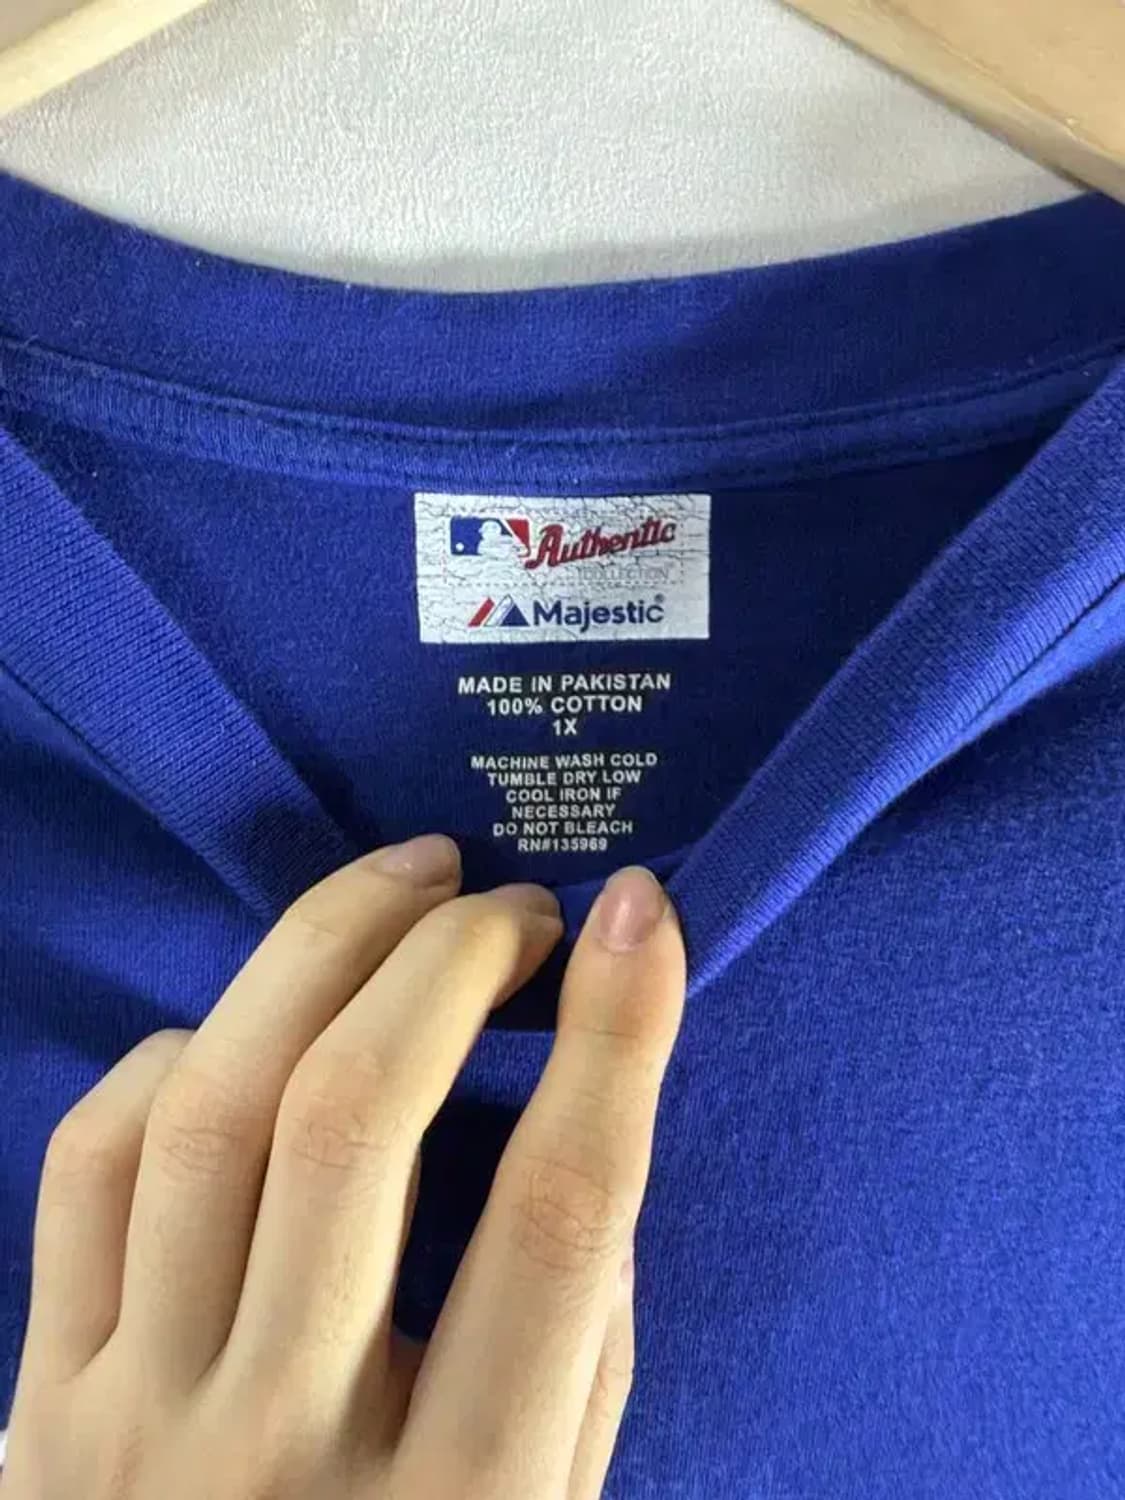 Authentic
COLLECTION
Majestic®
MADE IN PAKISTAN
100% COTTON
1X
MACHINE WASH COLD
TUMBLE DRY LOW
COOL IRON IF
NECESSARY
DO NOT BLEACH
RN#135969